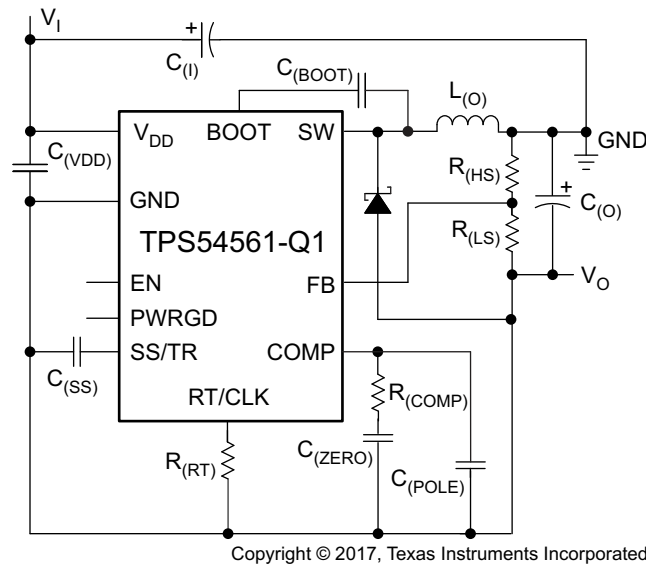 V_I
C_(I)
C_(BOOT)
L_(O)
V_DD BOOT SW
GND
C_(VDD)
R_(HS)
GND
C_(O)
TPS54561-Q1
R_(LS)
EN FB
V_O
PWRGD
SS/TR COMP
C_(SS)
RT/CLK
R_(COMP)
C_(ZERO)
R_(RT)
C_(POLE)
Copyright © 2017, Texas Instruments Incorporated